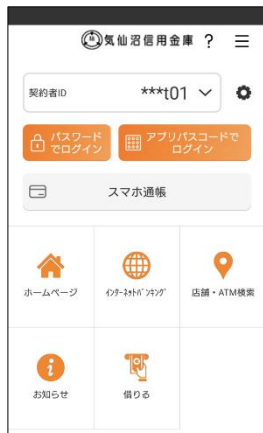 気仙沼信用金庫 ?
契約者ID ***t01
パスワード
でログイン
アプリパスコードで
ログイン
スマホ通帳
ホームページ
インターネットバンキング
店舗・ATM検索
お知らせ
借りる